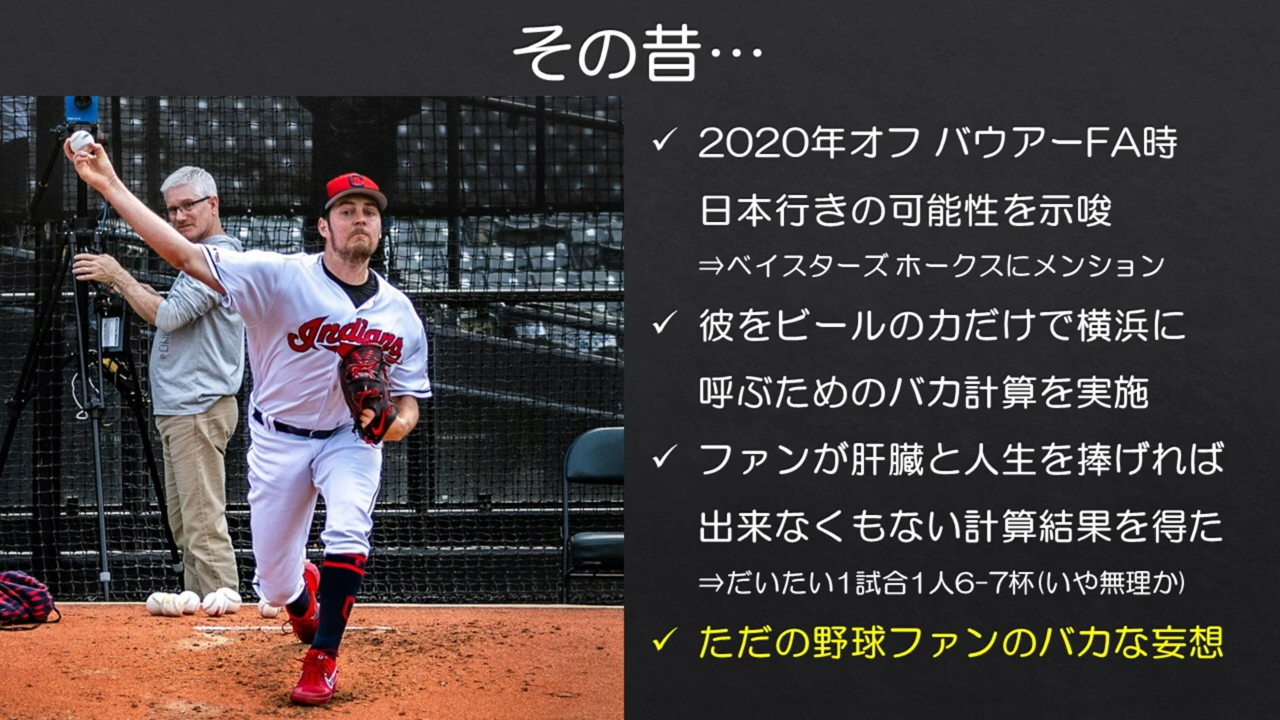 その昔…
✓ 2020年オフ バウアーFA時
日本行きの可能性を示唆
⇒ベイスターズ ホークスにメンション
✓ 彼をビールの力だけで横浜に
呼ぶためのバカ計算を実施
✓ ファンが肝臓と人生を捧げれば
出来なくもない計算結果を得た
⇒だいたい1試合1人6-7杯(いや無理か)
✓ ただの野球ファンのバカな妄想
Indians
C